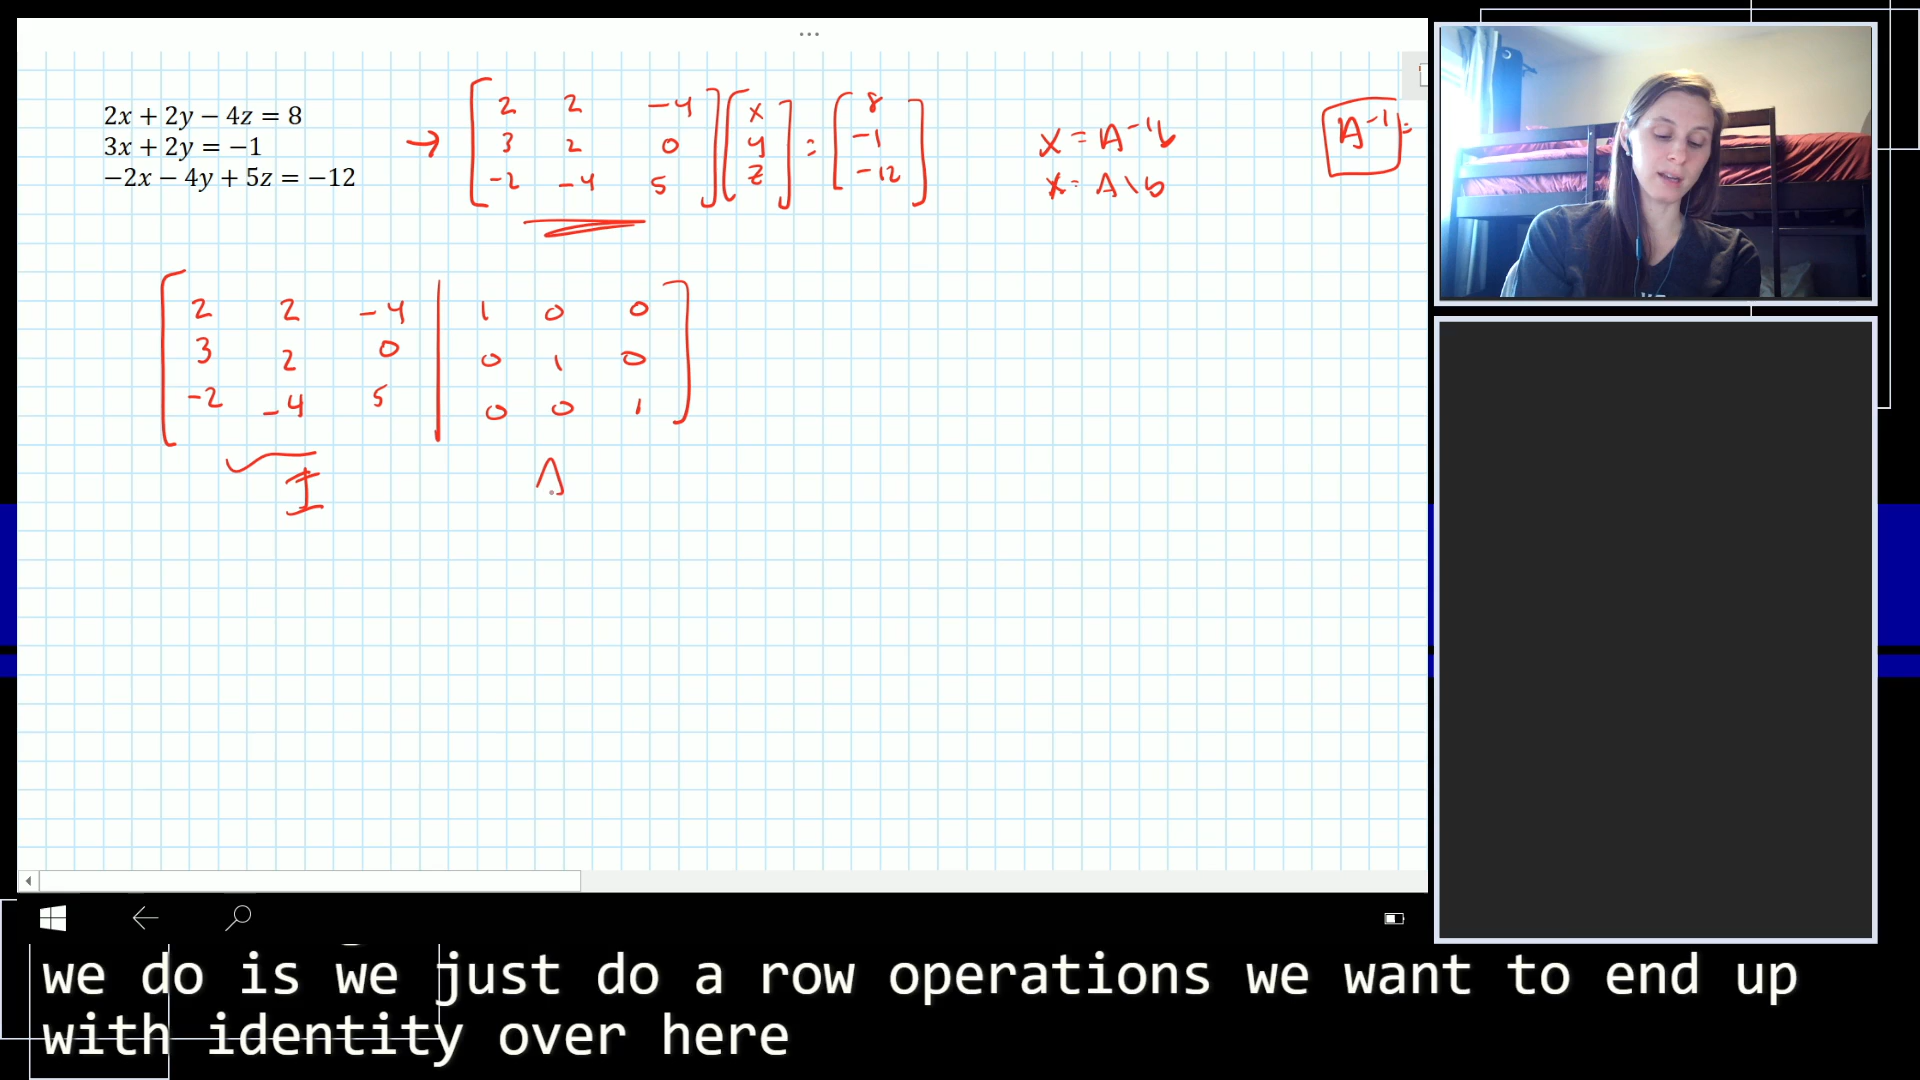 2x + 2y − 4z = 8
3x + 2y = −1
−2x − 4y + 5z = −12
→ [ 2 2 −4 ] [ x ] = [ 8 ]
[ 3 2 0 ] [ y ] [ −1 ]
[ −2 −4 5 ] [ z ] [ −12 ]
x = A⁻¹b
x = A\b
A⁻¹ =
[ 2 2 −4 | 1 0 0 ]
[ 3 2 0 | 0 1 0 ]
[ −2 −4 5 | 0 0 1 ]
I A
we do is we just do a row operations we want to end up
with identity over here